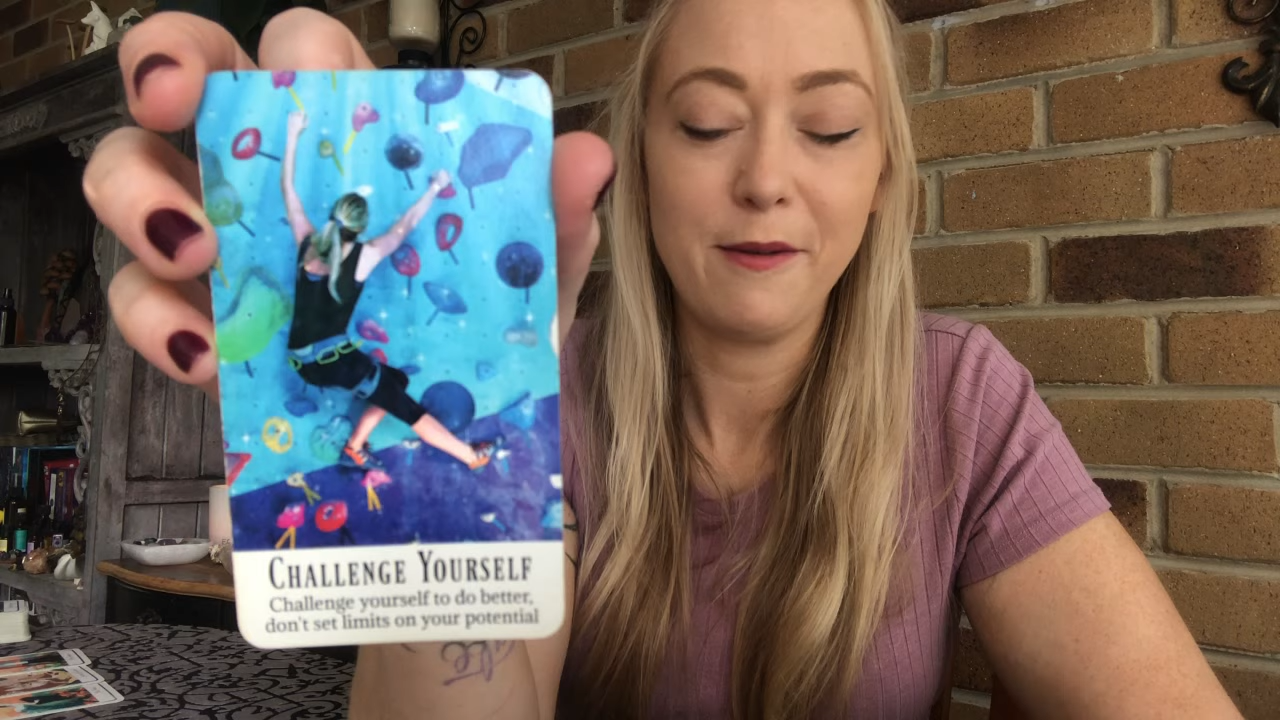 CHALLENGE YOURSELF
Challenge yourself to do better,
don't set limits on your potential